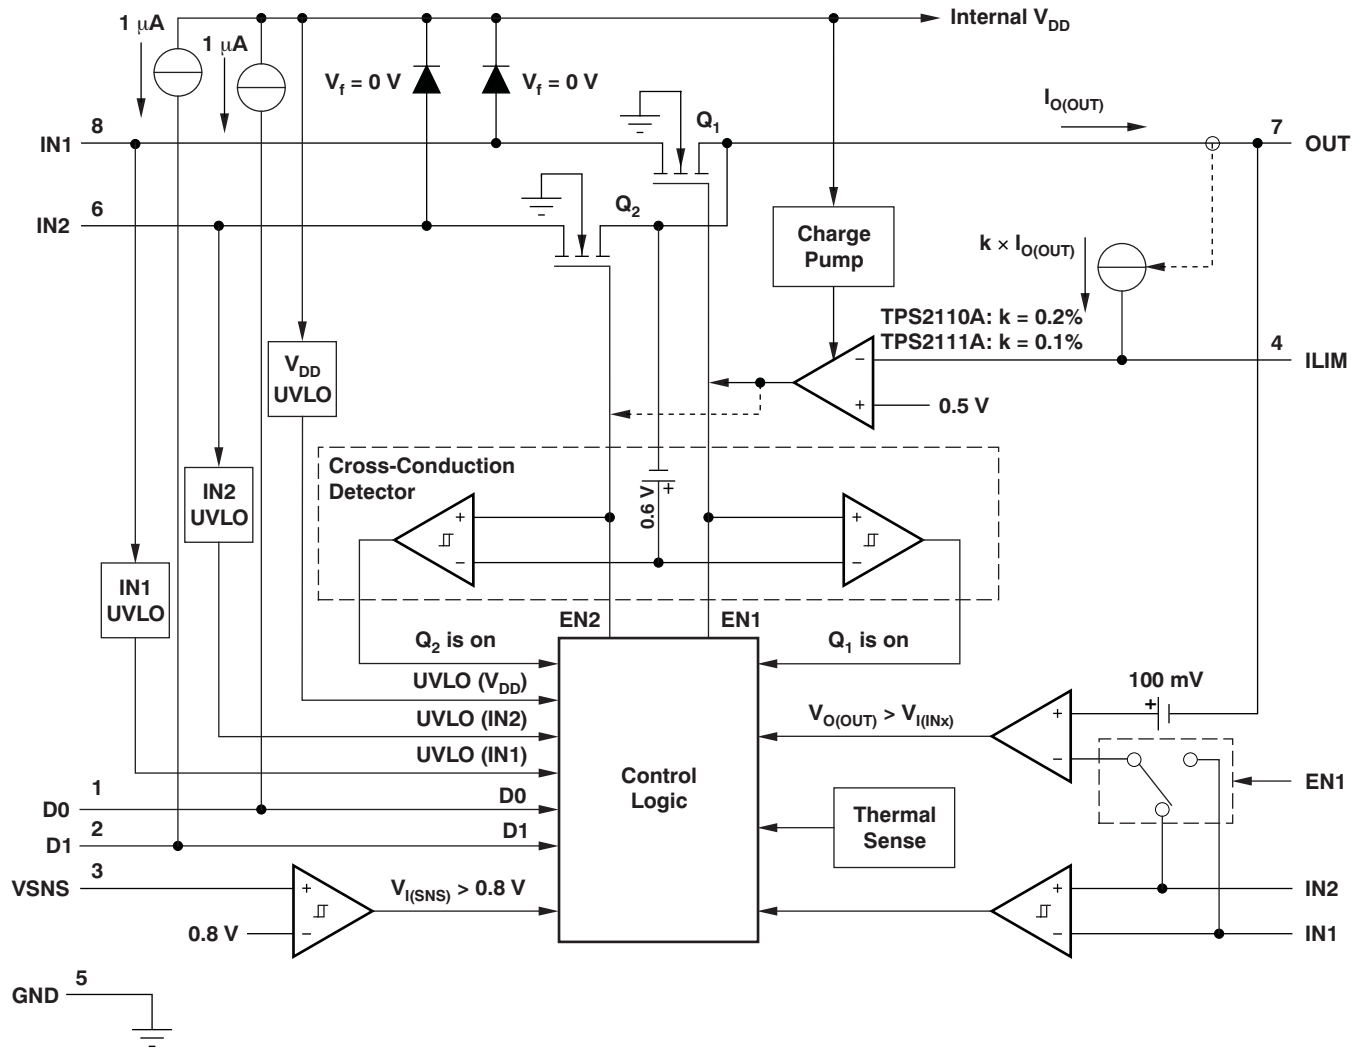 Internal V_DD
1 μA
1 μA
V_f = 0 V
V_f = 0 V
I_O(OUT)
8
IN1
Q_1
7
OUT
6
IN2
Q_2
Charge
Pump
k × I_O(OUT)
TPS2110A: k = 0.2%
TPS2111A: k = 0.1%
4
ILIM
−
+
0.5 V
V_DD
UVLO
Cross-Conduction
Detector
IN2
UVLO
+
−
0.6 V
+
+
−
IN1
UVLO
EN2
EN1
Q_2 is on
Q_1 is on
UVLO (V_DD)
UVLO (IN2)
UVLO (IN1)
100 mV
+
V_O(OUT) > V_I(INx)
+
−
Control
Logic
EN1
1
D0
D0
2
D1
D1
Thermal
Sense
3
VSNS
+
−
V_I(SNS) > 0.8 V
0.8 V
+
−
IN2
IN1
5
GND